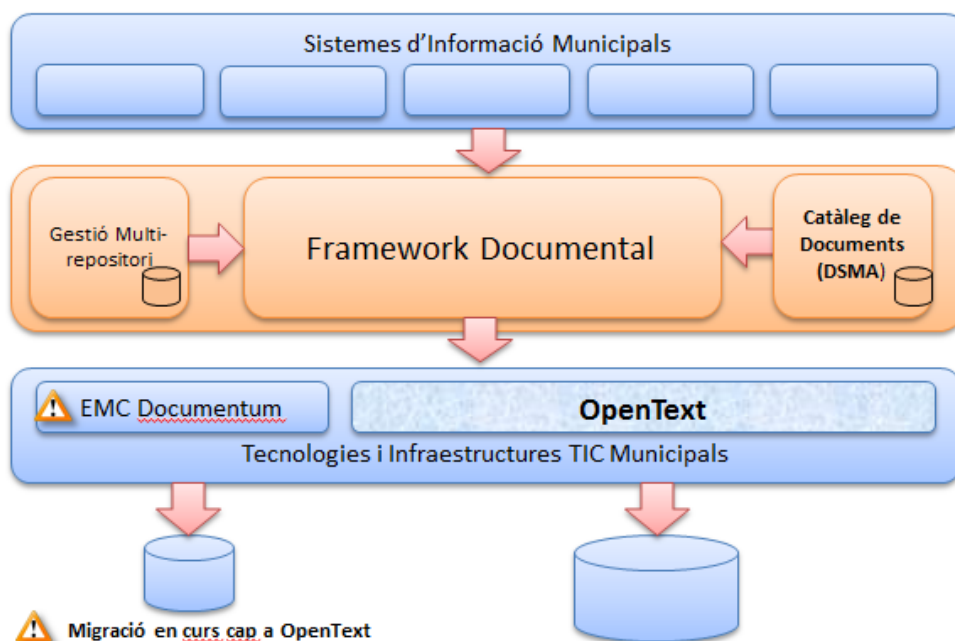 Sistemes d'Informació Municipals
Gestió Multi-
repositori
Framework Documental
Catàleg de
Documents
(DSMA)
EMC Documentum
OpenText
Tecnologies i Infraestructures TIC Municipals
Migració en curs cap a OpenText